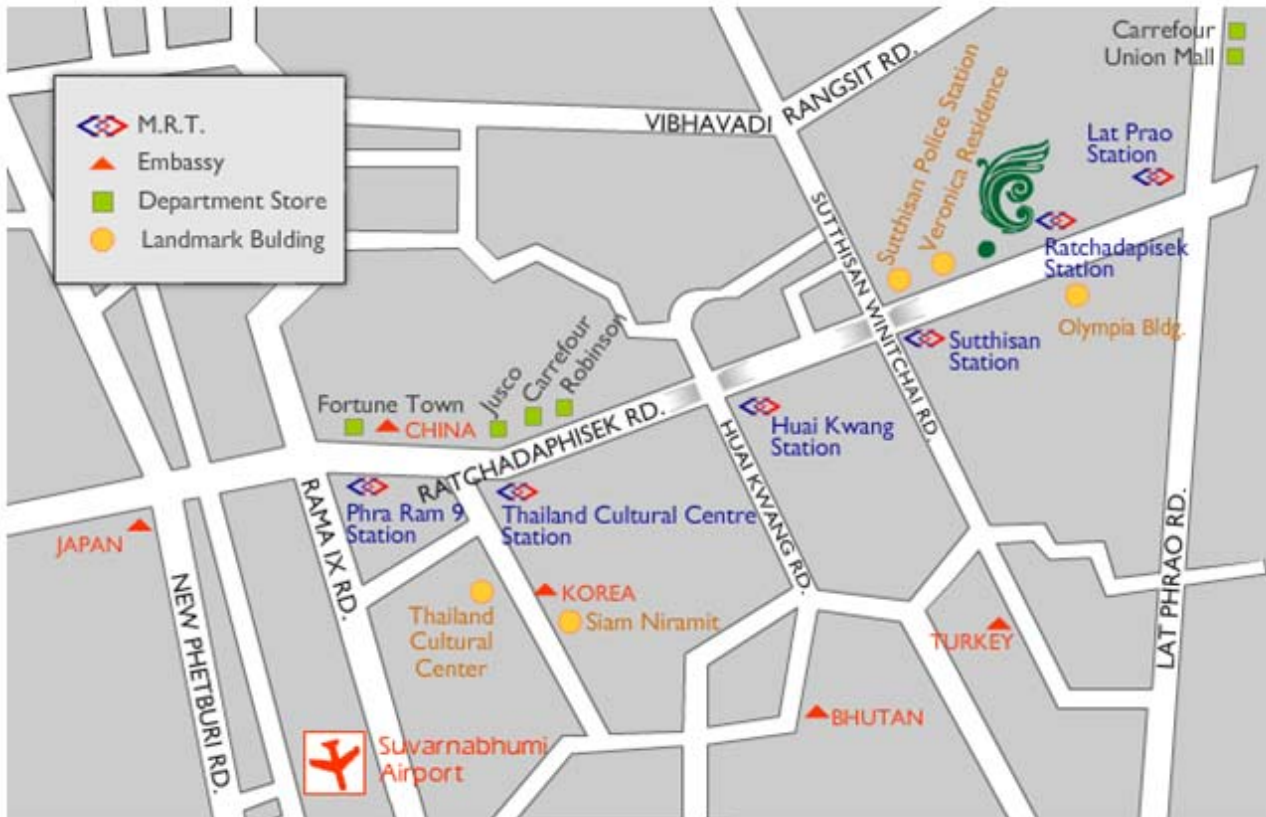 Carrefour
Union Mall
M.R.T.
Embassy
Department Store
Landmark Bulding
VIBHAVADI RANGSIT RD.
Sutthisan Police Station
Veronica Residence
Lat Prao
Station
SUTTHISAN WINITCHAI RD.
Ratchadapisek
Station
Olympia Bldg.
Sutthisan
Station
Fortune Town
CHINA
Jusco
Carrefour
Robinson
RATCHADAPHISEK RD.
Huai Kwang
Station
HUAI KWANG RD.
Phra Ram 9
Station
Thailand Cultural Centre
Station
JAPAN
NEW PHETBURI RD.
RAMA IX RD.
Thailand
Cultural
Center
KOREA
Siam Niramit
TURKEY
LAT PHRAO RD.
BHUTAN
Suvarnabhumi
Airport